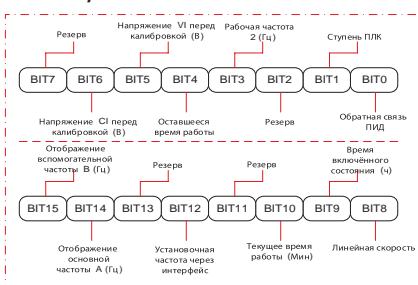 Напряжение VI перед
калибровкой (В)
Рабочая частота
2 (Гц)
Резерв
Ступень ПЛК
BIT7 BIT6 BIT5 BIT4 BIT3 BIT2 BIT1 BIT0
Напряжение CI перед
калибровкой (В)
Оставшееся
время работы
Резерв
Обратная связь
ПИД
Отображение
вспомогательной
частоты B (Гц)
Резерв
Резерв
Время
включённого
состояния (ч)
BIT15 BIT14 BIT13 BIT12 BIT11 BIT10 BIT9 BIT8
Отображение
основной
частоты A (Гц)
Установочная
частота через
интерфейс
Текущее время
работы (Мин)
Линейная скорость